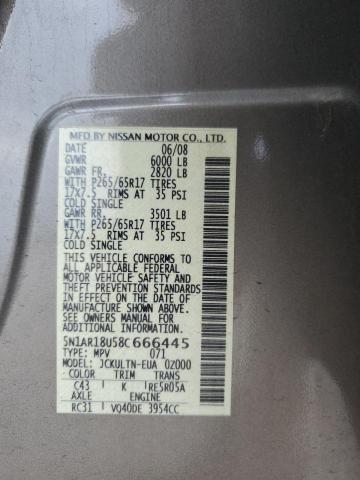 MFD BY NISSAN MOTOR CO., LTD.
DATE 06/08
GVWR 6000 LB
GAWR FR. 2820 LB
WITH P265/65R17 TIRES
17X7.5 RIMS AT 35 PSI
COLD SINGLE
GAWR RR. 3501 LB
WITH P265/65R17 TIRES
17X7.5 RIMS AT 35 PSI
COLD SINGLE
THIS VEHICLE CONFORMS TO
ALL APPLICABLE FEDERAL
MOTOR VEHICLE SAFETY AND
THEFT PREVENTION STANDARDS
IN EFFECT ON THE DATE OF
MANUFACTURE SHOWN ABOVE.
SEE OWNERS MANUAL FOR
ADDITIONAL INFORMATION
5N1AR18U58C666445
TYPE: MPV 071
MODEL: JCKULTN-EUA 0Z000
COLOR TRIM TRANS
C43 K RE5R05A
AXLE ENGINE
RC31 VQ40DE 3954CC